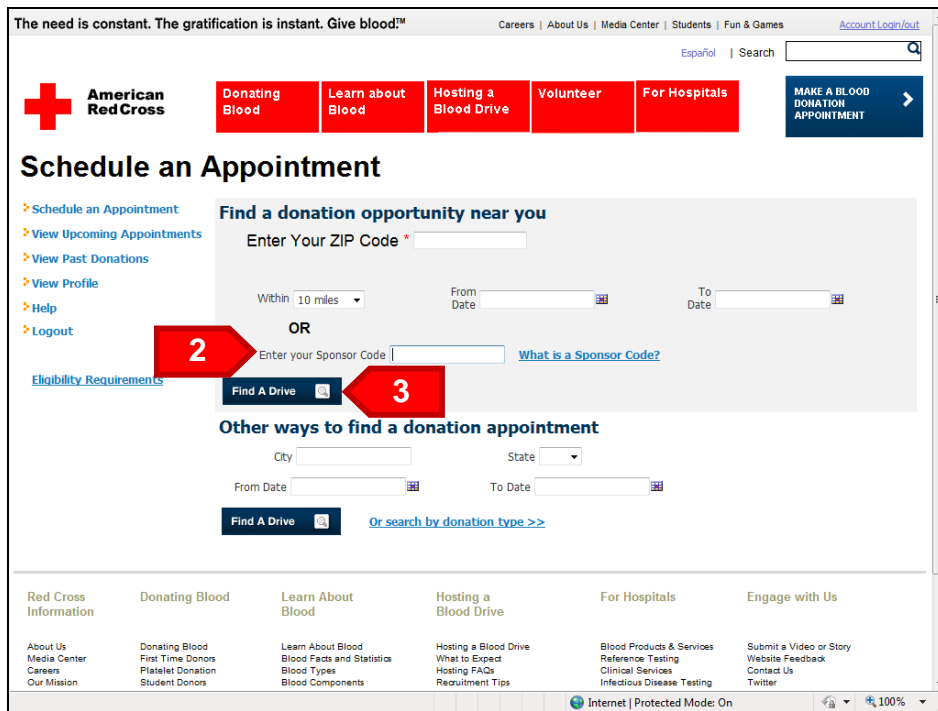 The need is constant. The gratification is instant. Give blood.™
Careers | About Us | Media Center | Students | Fun & Games
Account Login/out
Español | Search
American
Red Cross
Donating
Blood
Learn about
Blood
Hosting a
Blood Drive
Volunteer
For Hospitals
MAKE A BLOOD
DONATION
APPOINTMENT
Schedule an Appointment
Schedule an Appointment
View Upcoming Appointments
View Past Donations
View Profile
Help
Logout
Eligibility Requirements
Find a donation opportunity near you
Enter Your ZIP Code *
Within 10 miles
From
Date
To
Date
OR
2
Enter your Sponsor Code
What is a Sponsor Code?
Find A Drive
3
Other ways to find a donation appointment
City
State
From Date
To Date
Find A Drive
Or search by donation type >>
Red Cross
Information
About Us
Media Center
Careers
Our Mission
Donating Blood
Donating Blood
First Time Donors
Platelet Donation
Student Donors
Learn About
Blood
Learn About Blood
Blood Facts and Statistics
Blood Types
Blood Components
Hosting a
Blood Drive
Hosting a Blood Drive
What to Expect
Hosting FAQs
Recruitment Tips
For Hospitals
Blood Products & Services
Reference Testing
Clinical Services
Infectious Disease Testing
Engage with Us
Submit a Video or Story
Website Feedback
Contact Us
Twitter
Internet | Protected Mode: On
100%